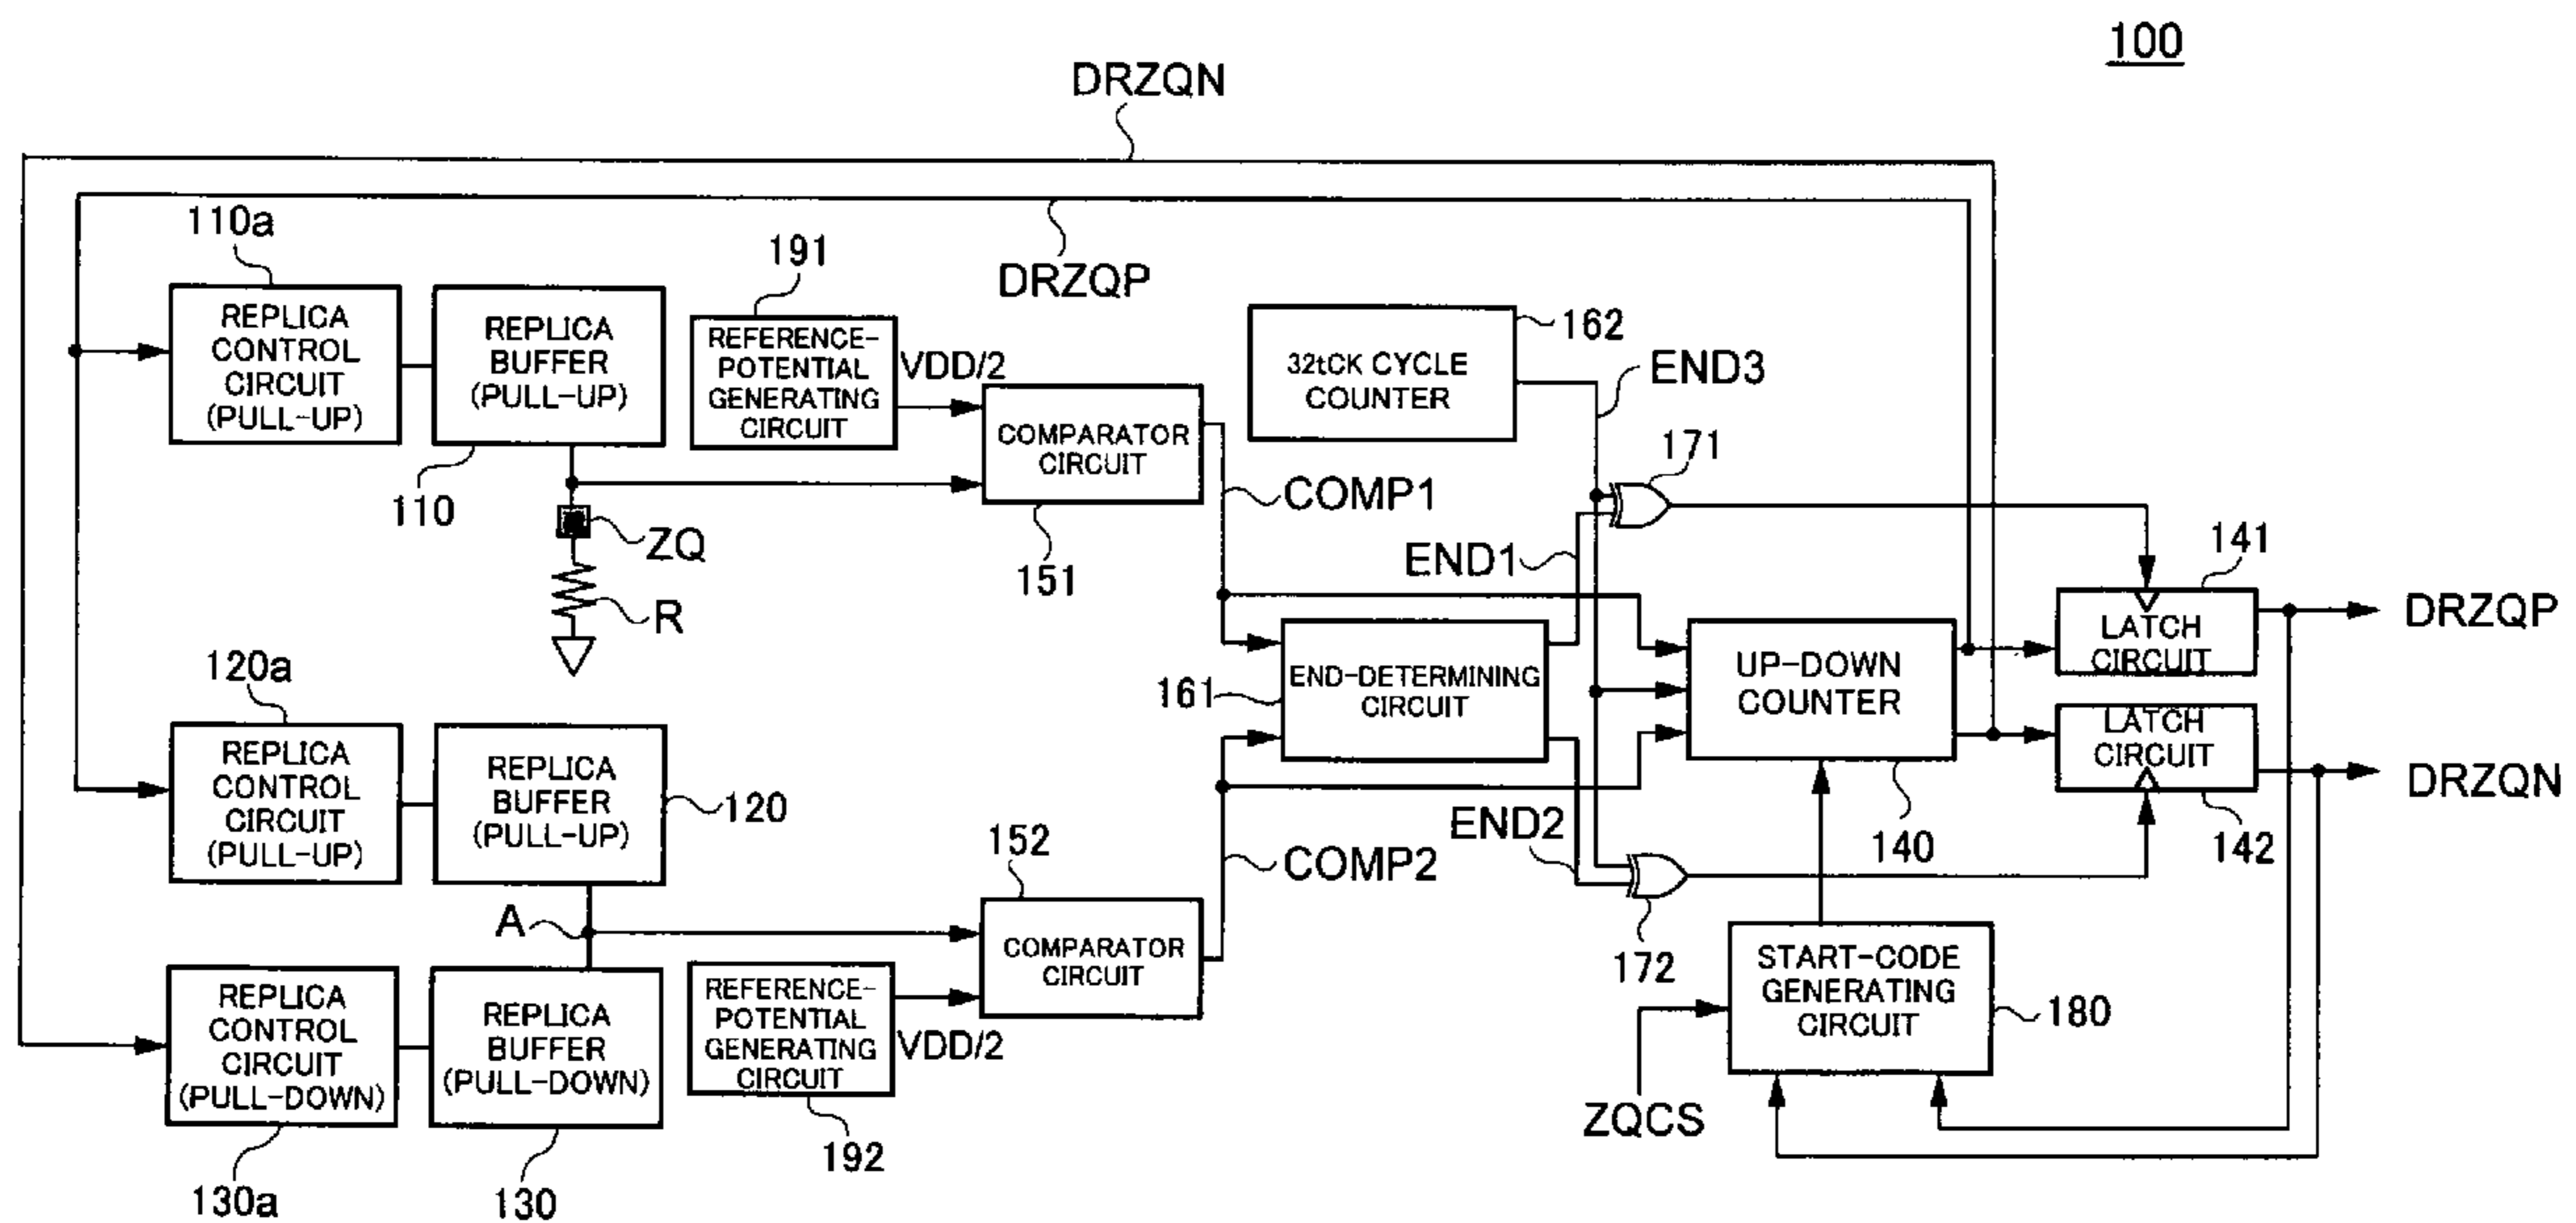 100
DRZQN
DRZQP
110a
REPLICA
CONTROL
CIRCUIT
(PULL-UP)
REPLICA
BUFFER
(PULL-UP)
110
191
REFERENCE-
POTENTIAL
GENERATING
CIRCUIT
VDD/2
COMPARATOR
CIRCUIT
151
COMP1
32tCK CYCLE
COUNTER
162
END3
171
END1
ZQ
R
120a
REPLICA
CONTROL
CIRCUIT
(PULL-UP)
REPLICA
BUFFER
(PULL-UP)
120
161
END-DETERMINING
CIRCUIT
UP-DOWN
COUNTER
140
141
LATCH
CIRCUIT
DRZQP
LATCH
CIRCUIT
142
DRZQN
END2
172
A
152
COMPARATOR
CIRCUIT
COMP2
REPLICA
CONTROL
CIRCUIT
(PULL-DOWN)
130a
REPLICA
BUFFER
(PULL-DOWN)
130
REFERENCE-
POTENTIAL
GENERATING
CIRCUIT
VDD/2
192
START-CODE
GENERATING
CIRCUIT
180
ZQCS